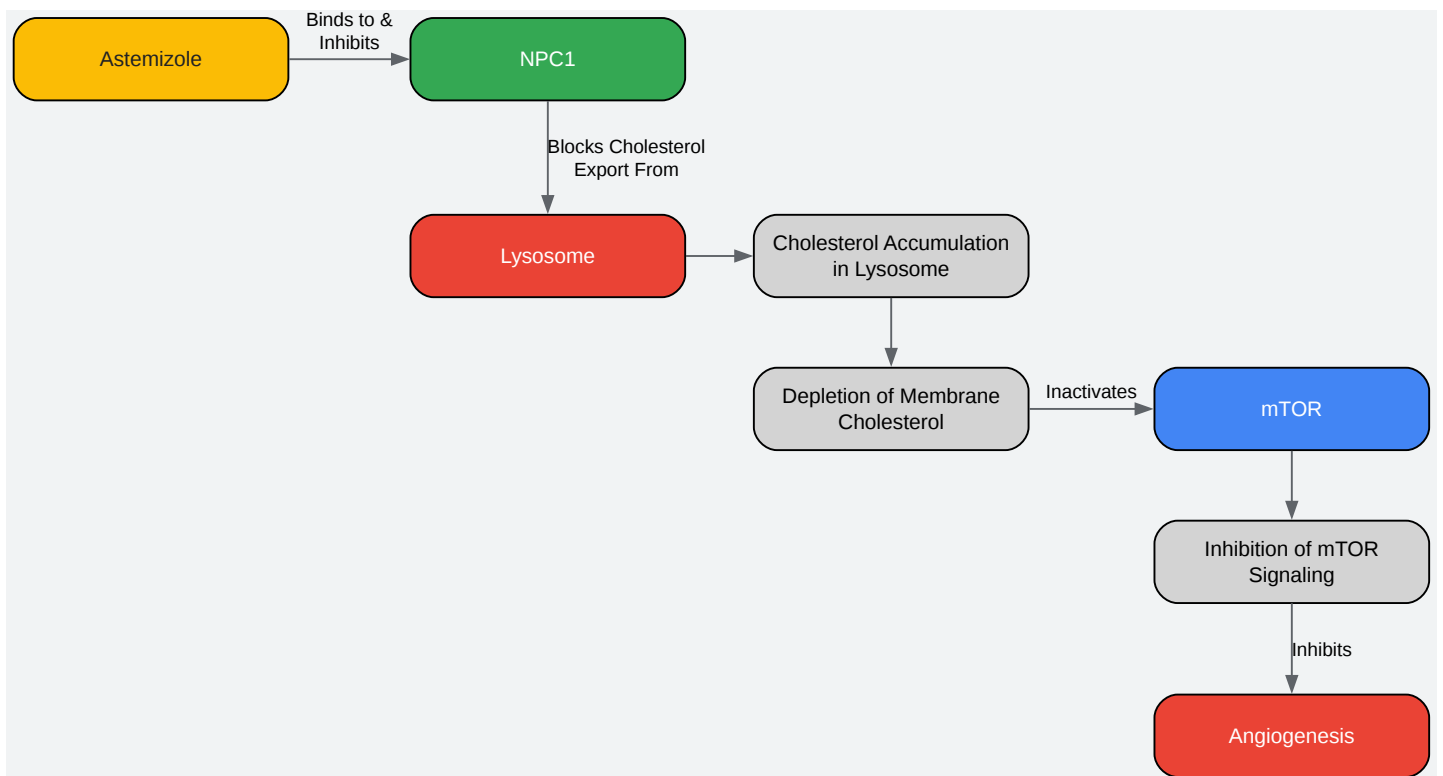 Astemizole
Binds to &
Inhibits
NPC1
Blocks Cholesterol
Export From
Lysosome
Cholesterol Accumulation
in Lysosome
Depletion of Membrane
Cholesterol
Inactivates
mTOR
Inhibition of mTOR
Signaling
Inhibits
Angiogenesis